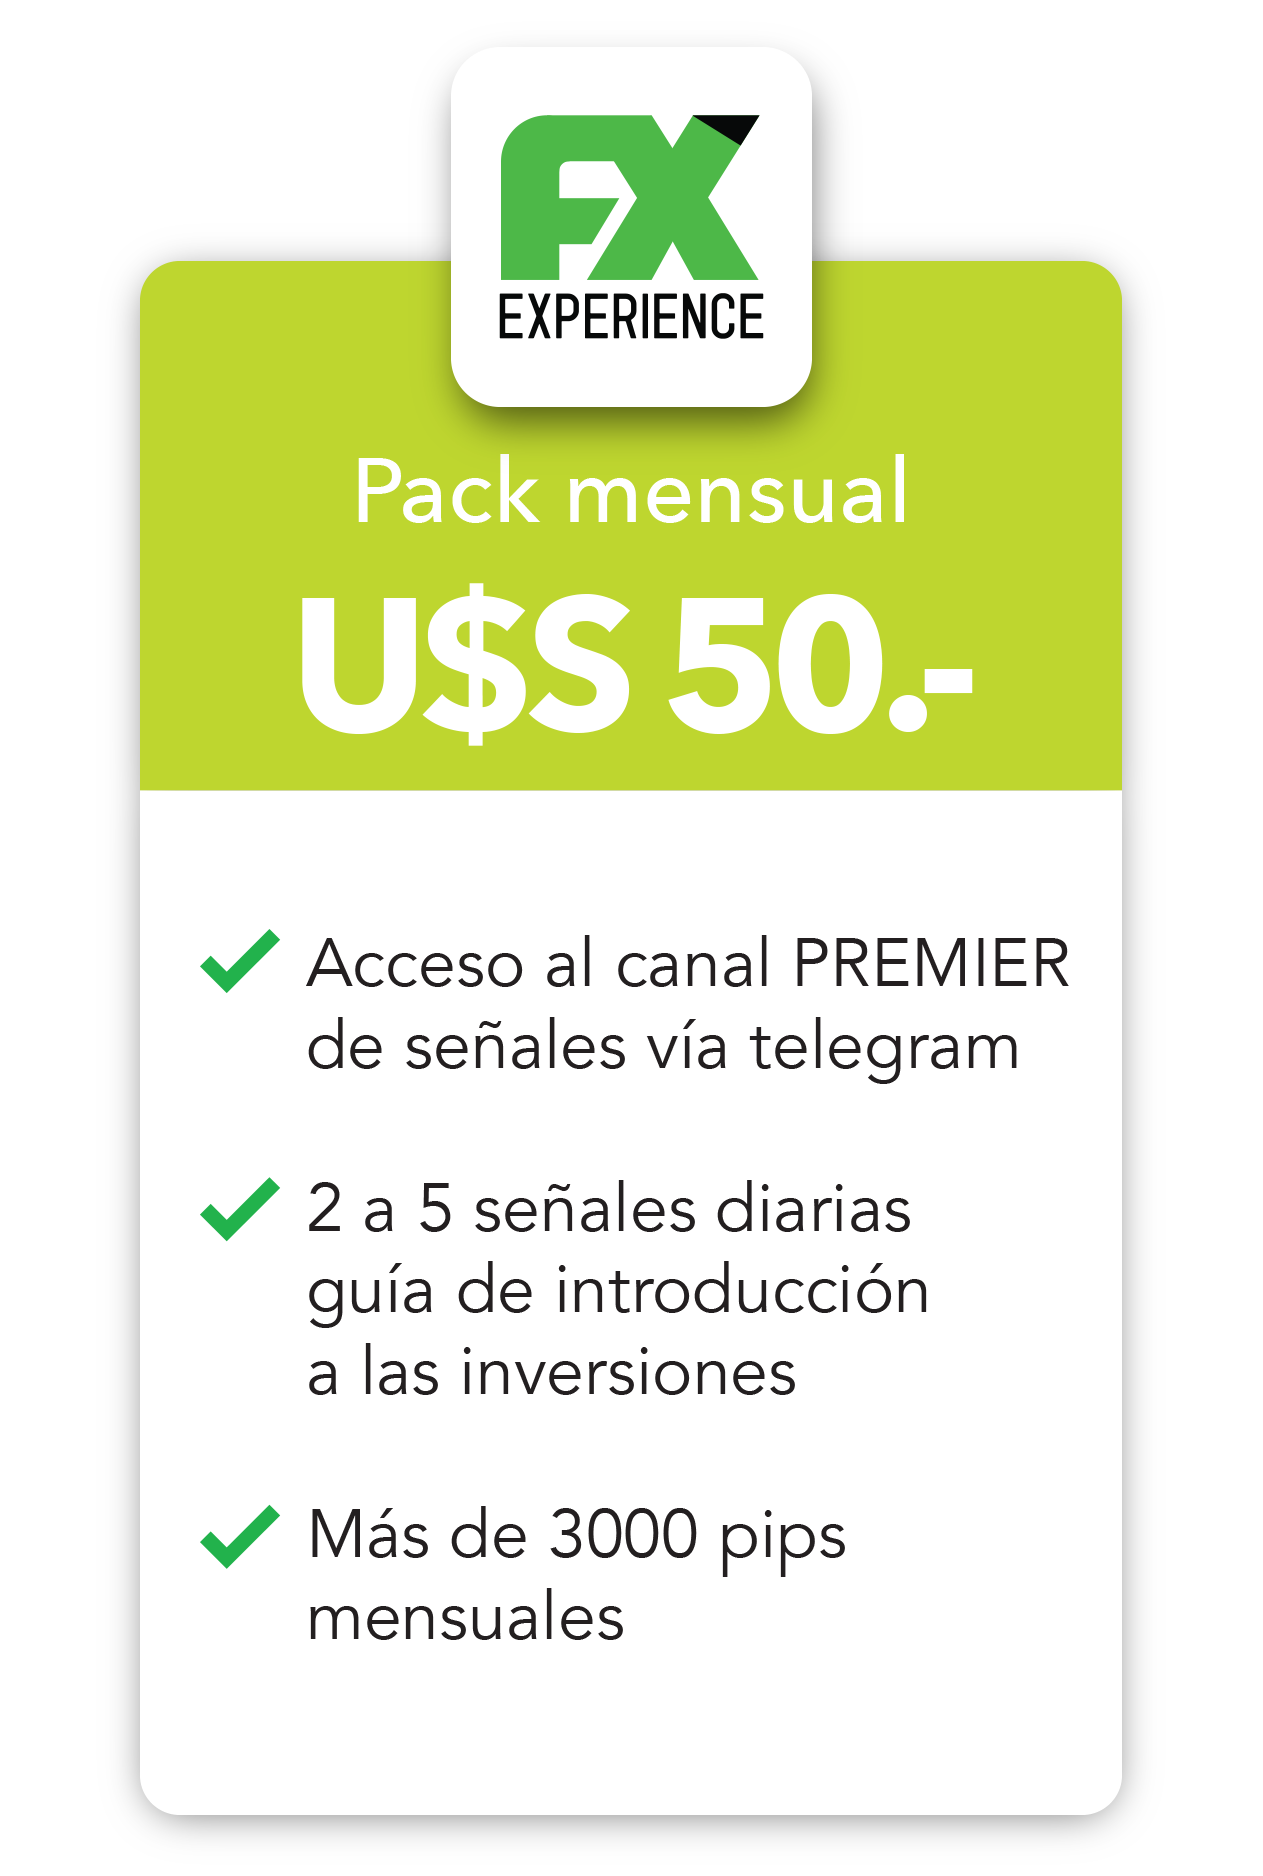 FX
EXPERIENCE
Pack mensual
U$S 50.-
Acceso al canal PREMIER
de señales vía telegram
2 a 5 señales diarias
guía de introducción
a las inversiones
Más de 3000 pips
mensuales